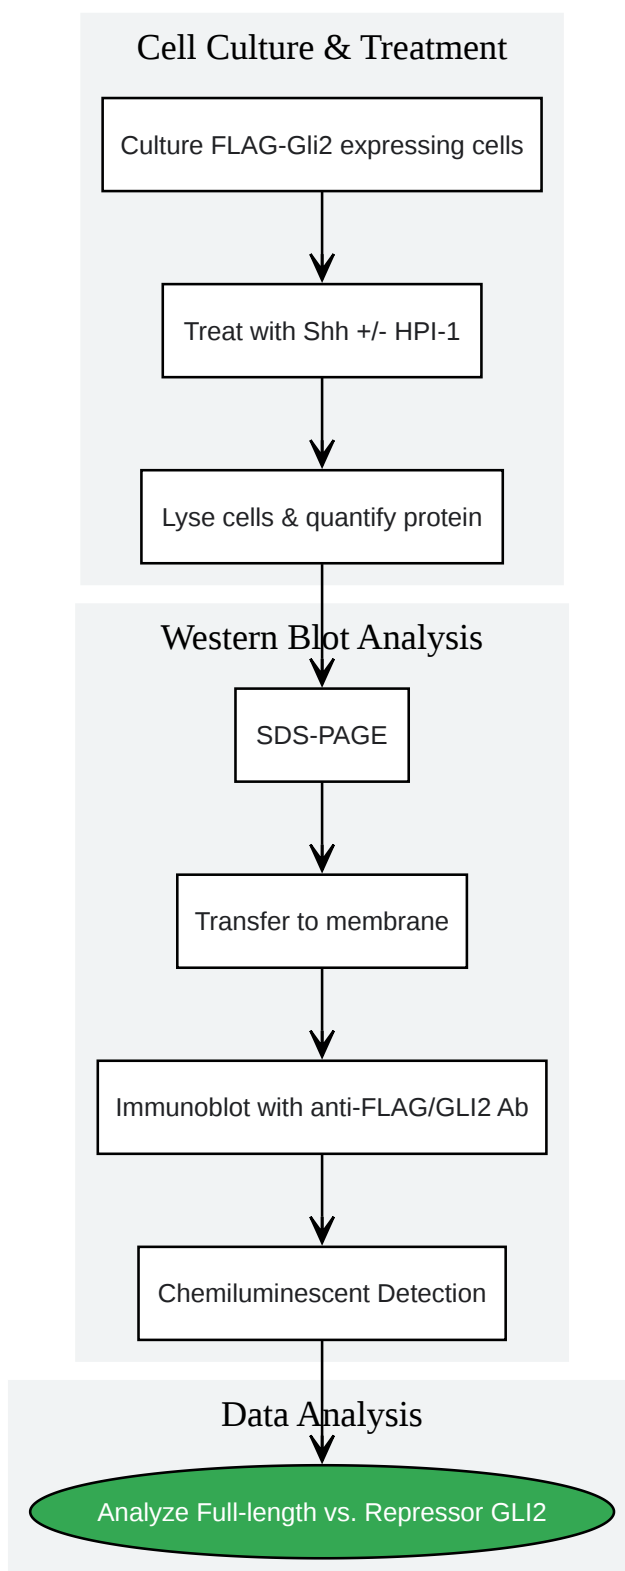 Cell Culture & Treatment
Culture FLAG-Gli2 expressing cells
Treat with Shh +/- HPI-1
Lyse cells & quantify protein
Western Blot Analysis
SDS-PAGE
Transfer to membrane
Immunoblot with anti-FLAG/GLI2 Ab
Chemiluminescent Detection
Data Analysis
Analyze Full-length vs. Repressor GLI2